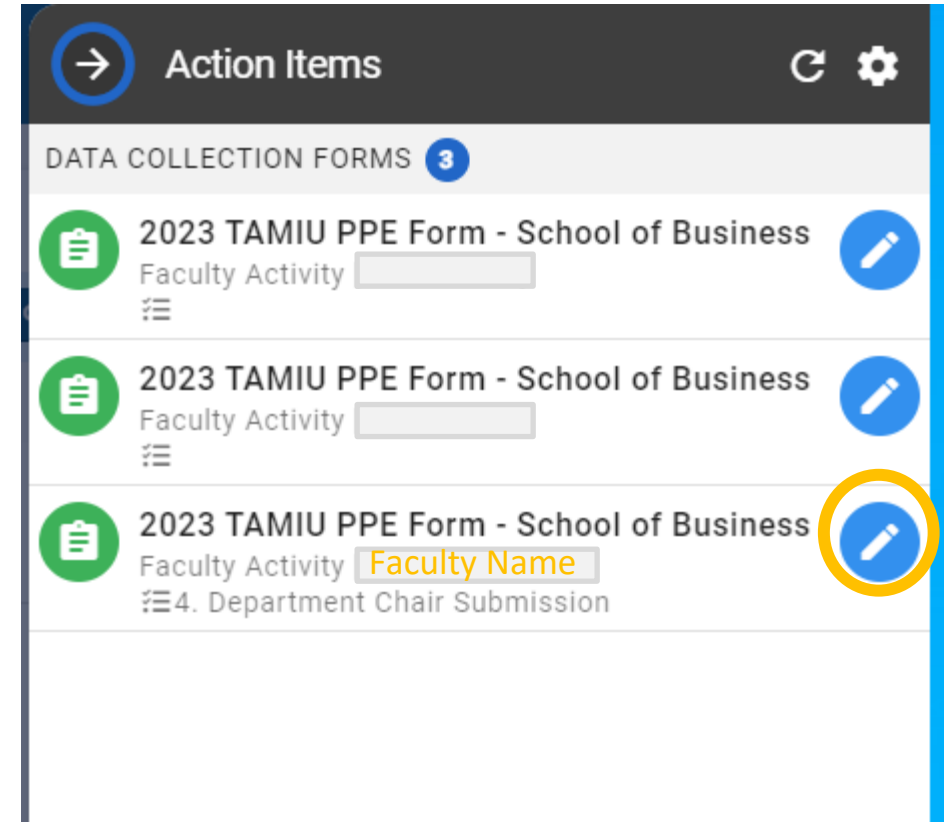 Action Items
DATA COLLECTION FORMS 3
2023 TAMIU PPE Form - School of Business
Faculty Activity
2023 TAMIU PPE Form - School of Business
Faculty Activity
2023 TAMIU PPE Form - School of Business
Faculty Activity Faculty Name
4. Department Chair Submission